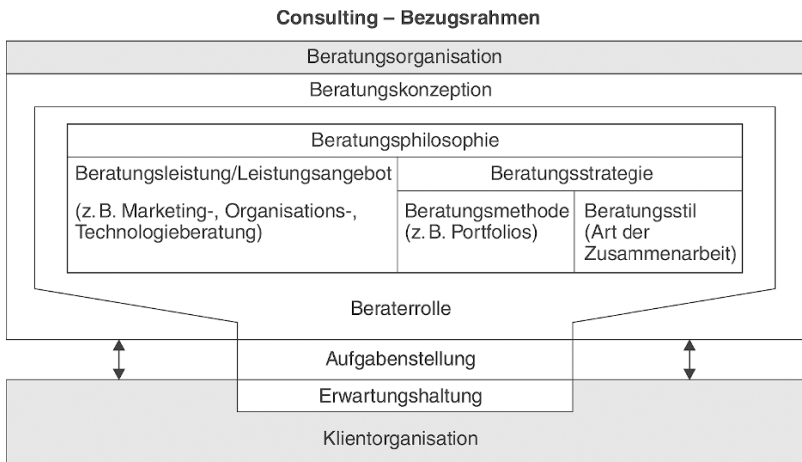 Consulting – Bezugsrahmen
Beratungsorganisation
Beratungskonzeption
Beratungsphilosophie
Beratungsleistung/Leistungsangebot
(z. B. Marketing-, Organisations-,
Technologieberatung)
Beratungsstrategie
Beratungsmethode
(z. B. Portfolios)
Beratungsstil
(Art der
Zusammenarbeit)
Beraterrolle
Aufgabenstellung
Erwartungshaltung
Klientorganisation